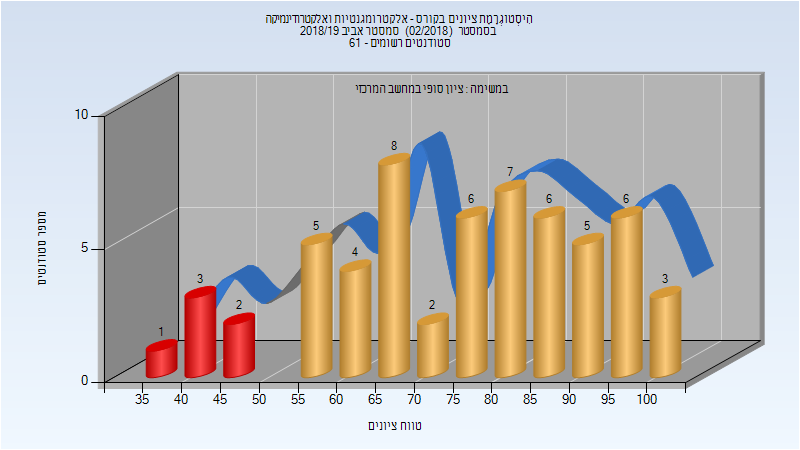 היסטוגרמת ציונים בקורס - אלקטרומגנטיות ואלקטרודינמיקה
בסמסטר (02/2018) סמסטר אביב 2018/19
סטודנטים רשומים - 61
במשימה : ציון סופי במחשב המרכזי
מספר סטודנטים
10
5
0
1
3
2
5
4
8
2
6
7
6
5
6
3
35 40 45 50 55 60 65 70 75 80 85 90 95 100
טווח ציונים